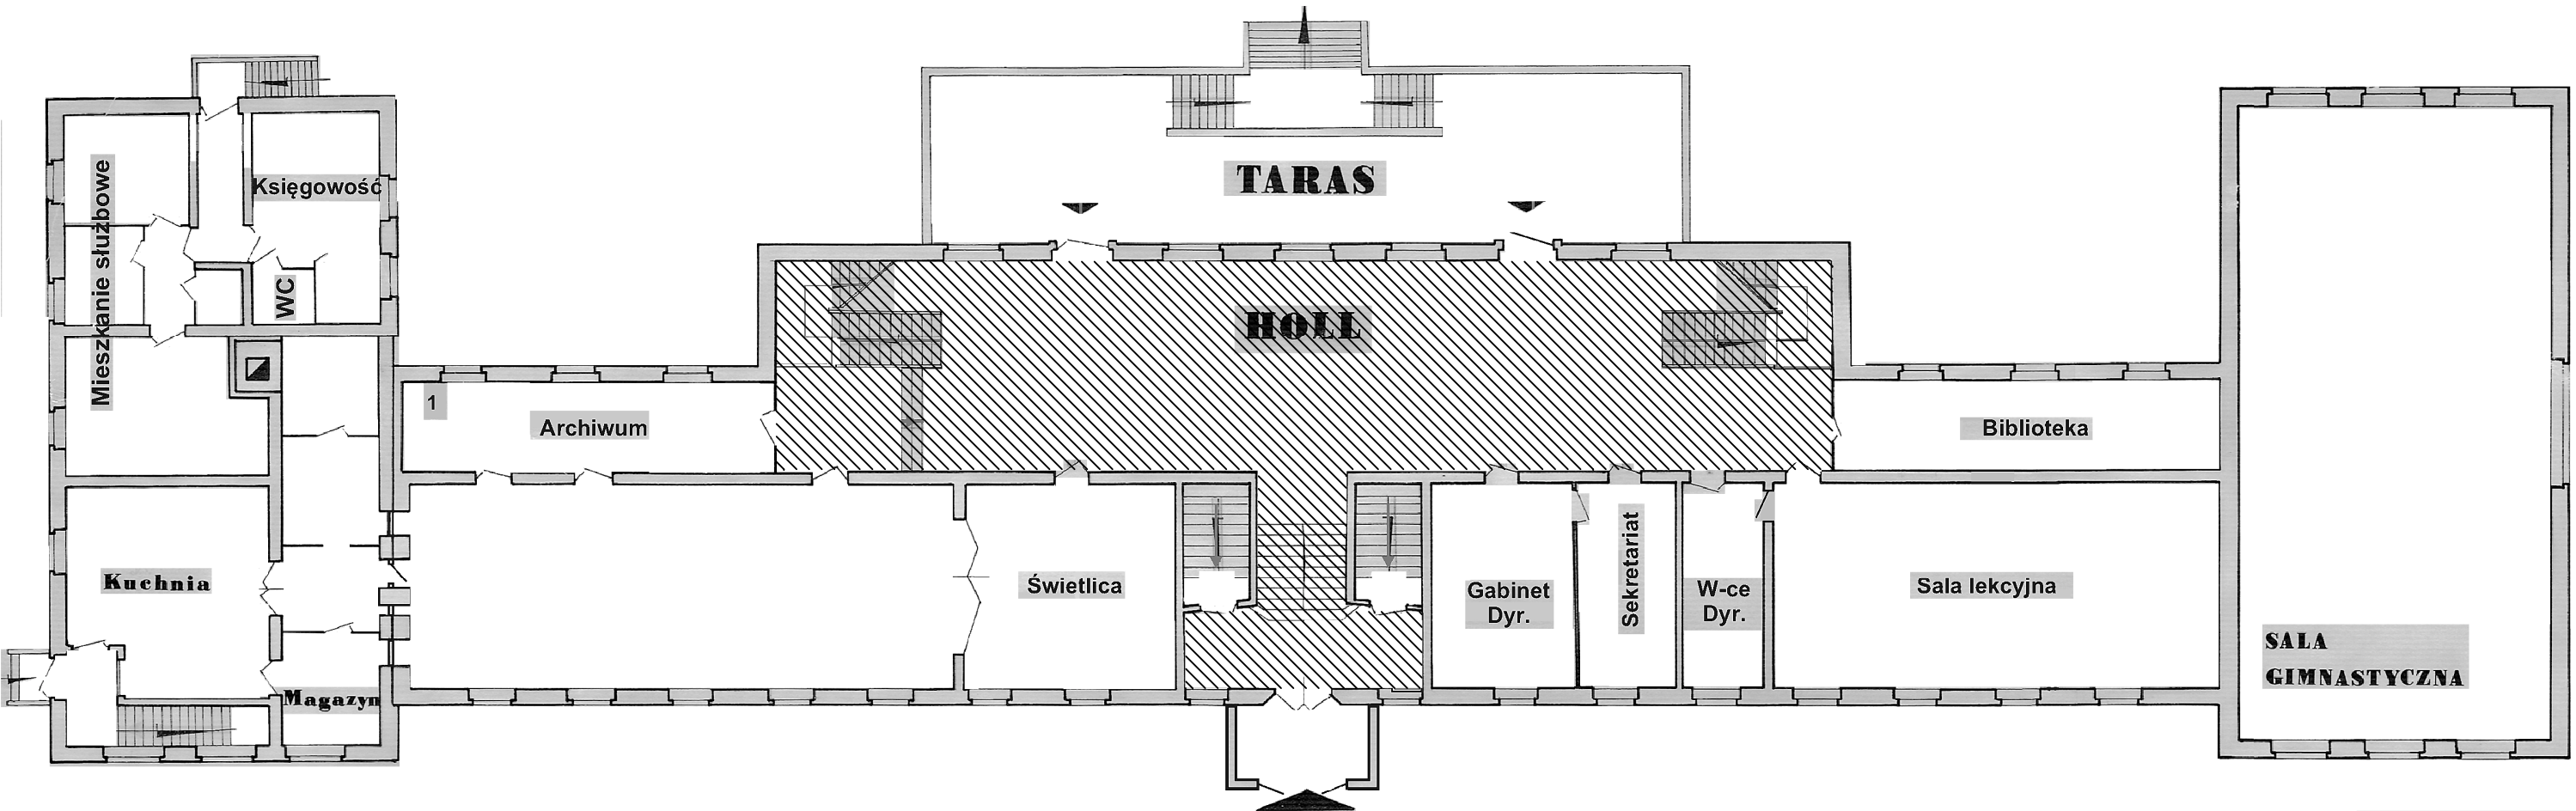 TARAS
Mieszkanie służbowe
Księgowość
WC
HOLL
1
Archiwum
Biblioteka
Kuchnia
Świetlica
Gabinet
Dyr.
Sekretariat
W-ce
Dyr.
Sala lekcyjna
SALA
GIMNASTYCZNA
Magazyn